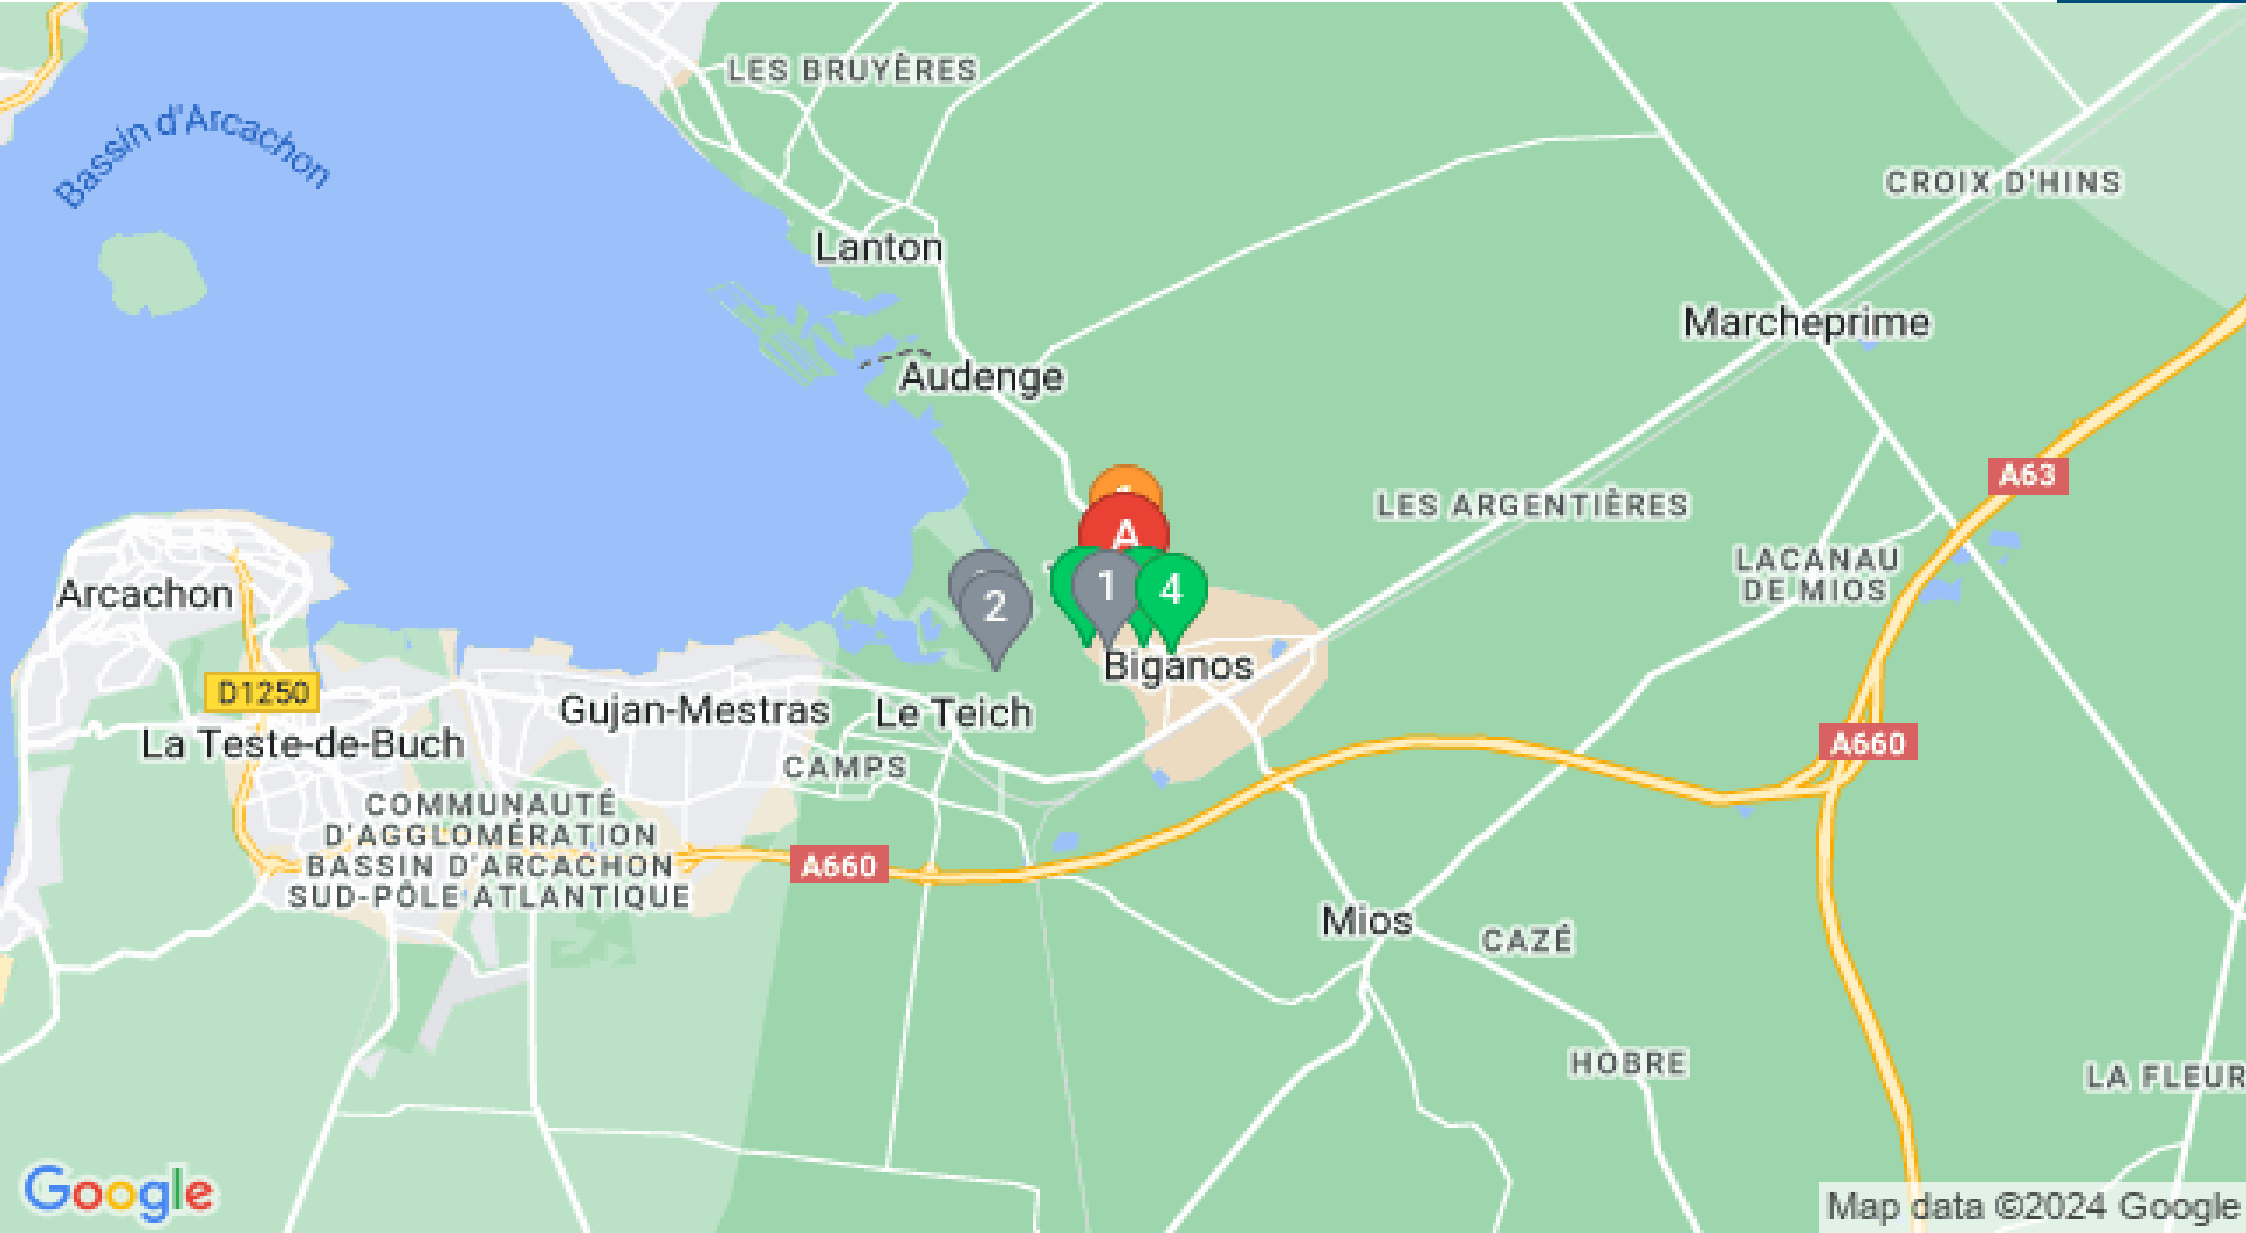 LES BRUYÈRES
Bassin d'Arcachon
CROIX D'HINS
Lanton
Marcheprime
Audenge
A63
LES ARGENTIÈRES
A
LACANAU
DE MIOS
Arcachon
1
4
2
Biganos
D1250
Gujan-Mestras
Le Teich
La Teste-de-Buch
A660
CAMPS
COMMUNAUTÉ
D'AGGLOMÉRATION
BASSIN D'ARCACHON
SUD-PÔLE ATLANTIQUE
A660
Mios
CAZÉ
HOBRE
LA FLEUR
Google
Map data ©2024 Google